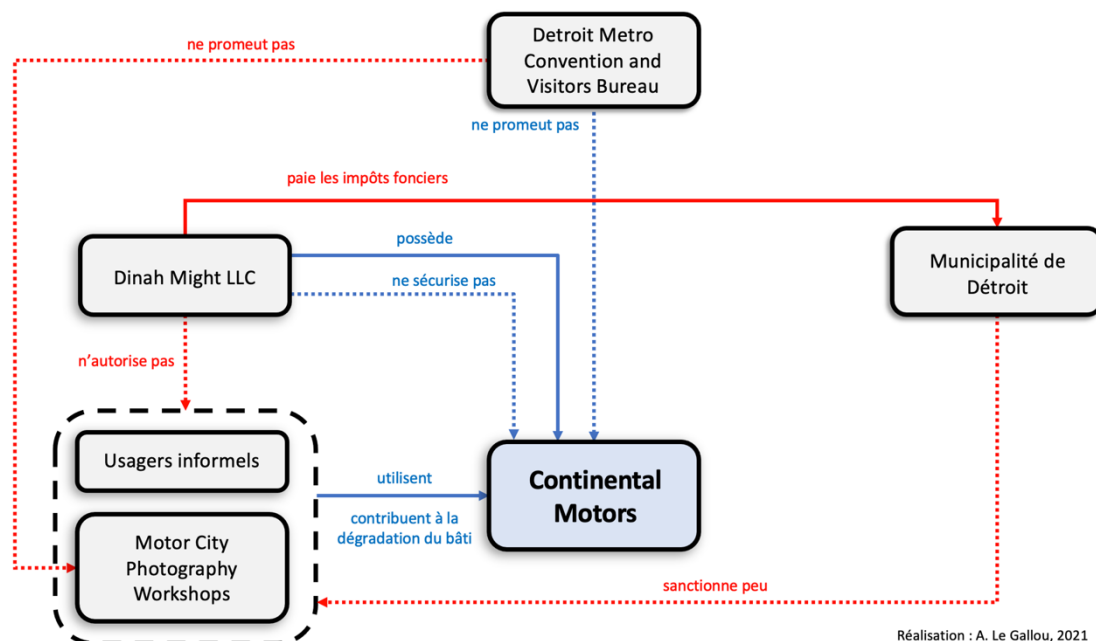 ne promeut pas
Detroit Metro
Convention and
Visitors Bureau
ne promeut pas
paie les impôts fonciers
Dinah Might LLC
possède
ne sécurise pas
Municipalité de
Détroit
n’autorise pas
Usagers informels
Motor City
Photography
Workshops
utilisent
contribuent à la
dégradation du bâti
Continental
Motors
sanctionne peu
Réalisation : A. Le Gallou, 2021